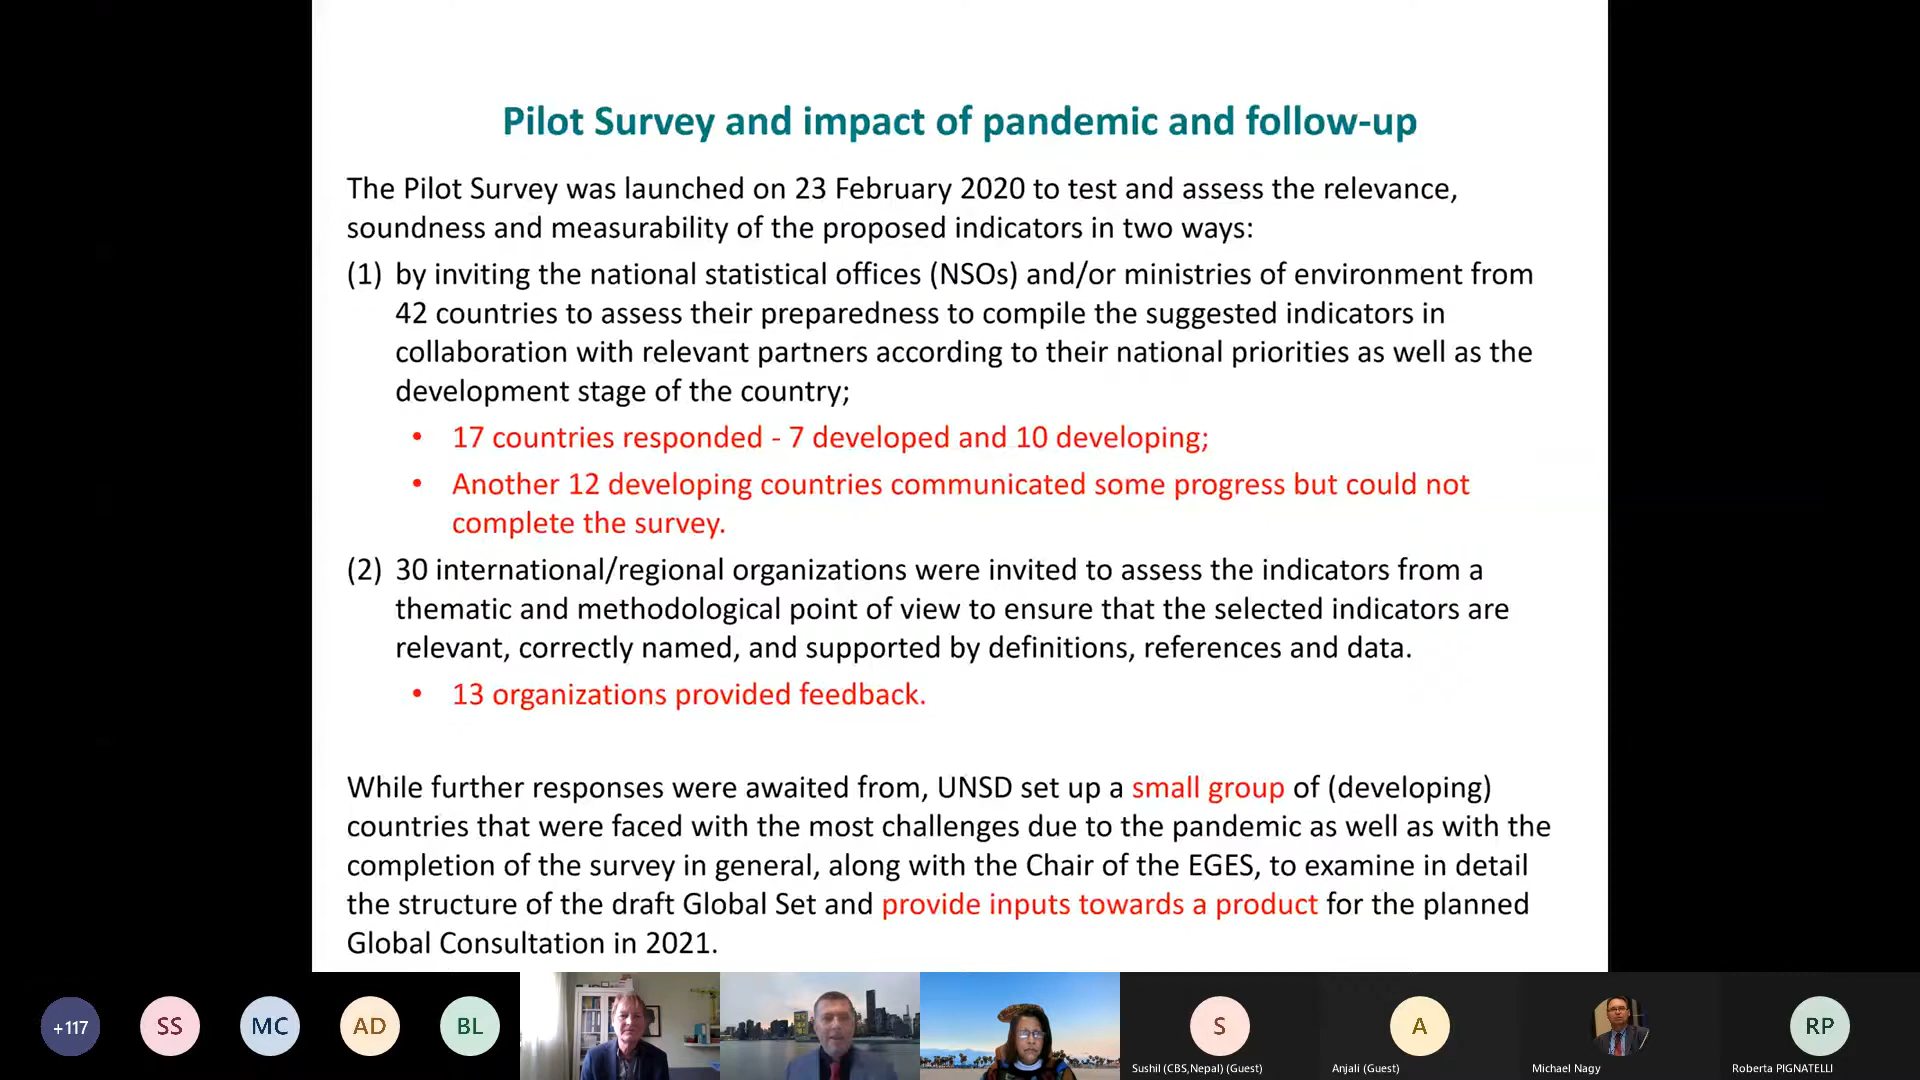 Pilot Survey and impact of pandemic and follow-up
The Pilot Survey was launched on 23 February 2020 to test and assess the relevance,
soundness and measurability of the proposed indicators in two ways:
(1) by inviting the national statistical offices (NSOs) and/or ministries of environment from
42 countries to assess their preparedness to compile the suggested indicators in
collaboration with relevant partners according to their national priorities as well as the
development stage of the country;
• 17 countries responded - 7 developed and 10 developing;
• Another 12 developing countries communicated some progress but could not
complete the survey.
(2) 30 international/regional organizations were invited to assess the indicators from a
thematic and methodological point of view to ensure that the selected indicators are
relevant, correctly named, and supported by definitions, references and data.
• 13 organizations provided feedback.
While further responses were awaited from, UNSD set up a small group of (developing)
countries that were faced with the most challenges due to the pandemic as well as with the
completion of the survey in general, along with the Chair of the EGES, to examine in detail
the structure of the draft Global Set and provide inputs towards a product for the planned
Global Consultation in 2021.
+117 SS MC AD BL S A RP
Sushil (CBS,Nepal) (Guest) Anjali (Guest) Michael Nagy Roberta PIGNATELLI